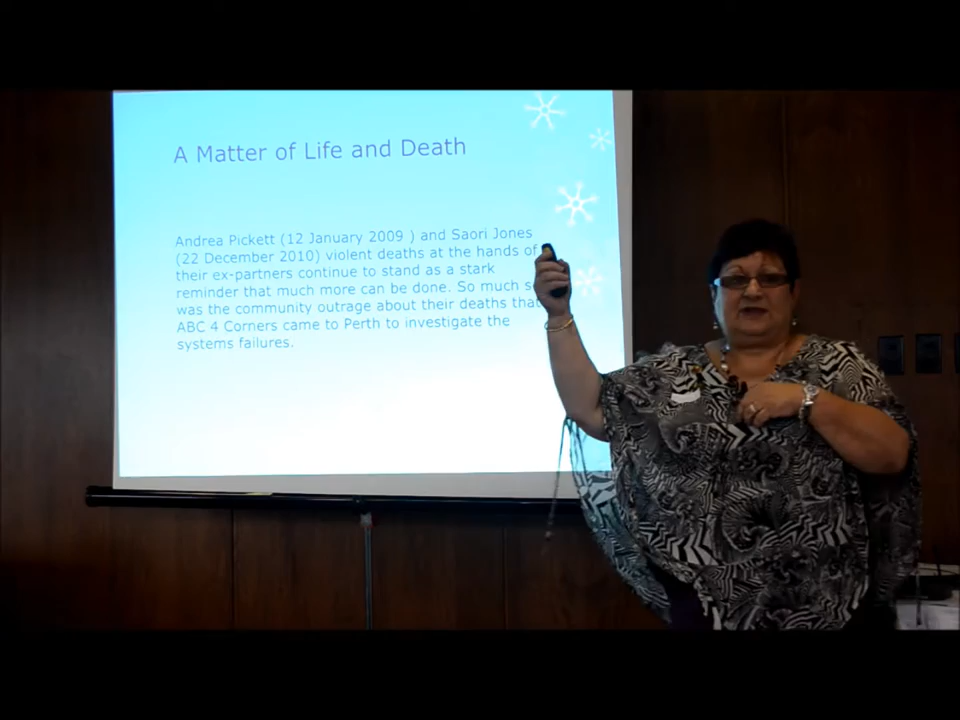 A Matter of Life and Death
Andrea Pickett (12 January 2009 ) and Saori Jones
(22 December 2010) violent deaths at the hands of
their ex-partners continue to stand as a stark
reminder that much more can be done. So much
was the community outrage about their deaths that
ABC 4 Corners came to Perth to investigate the
systems failures.